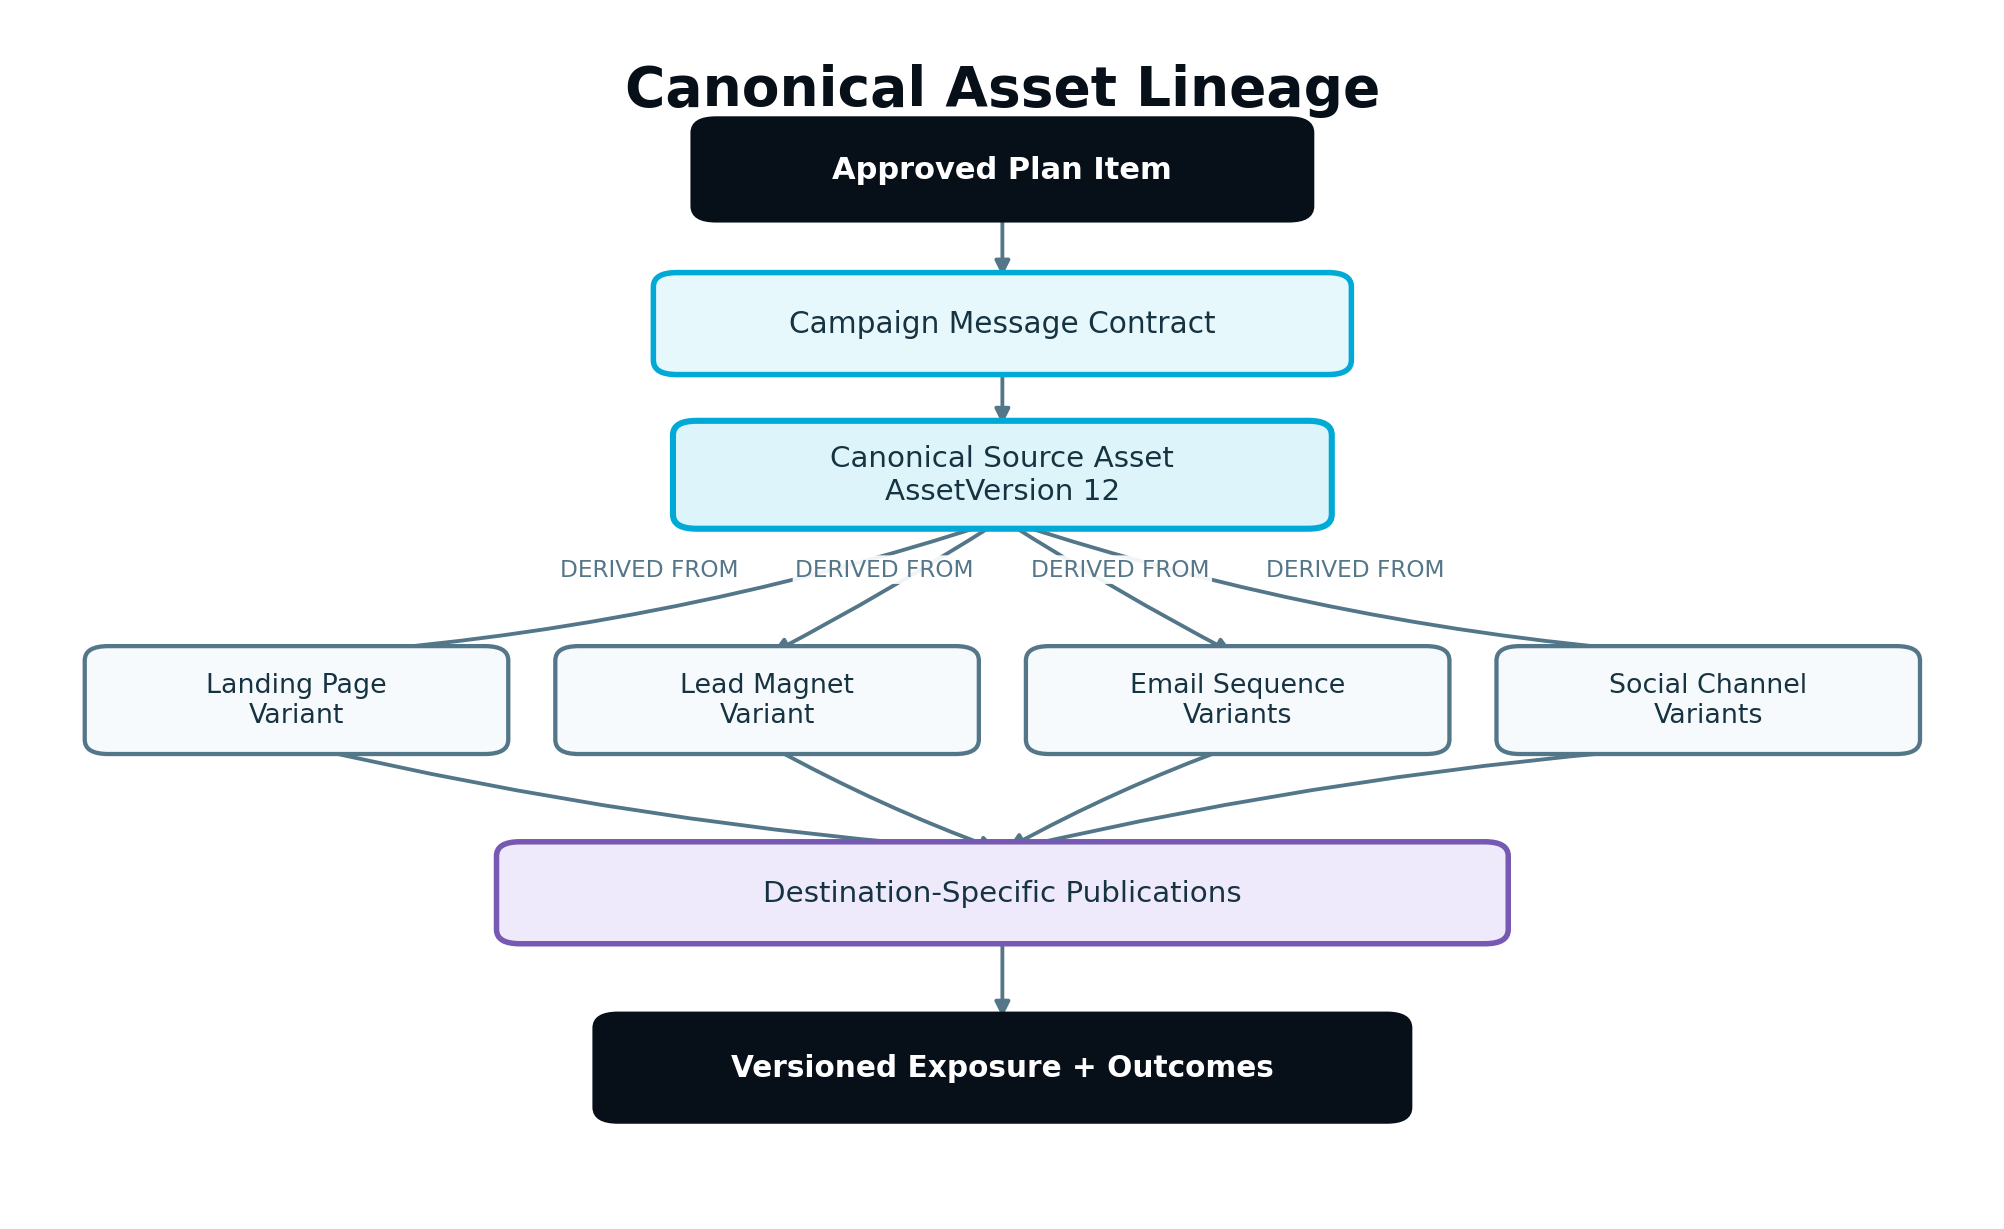 Canonical Asset Lineage
Approved Plan Item
Campaign Message Contract
Canonical Source Asset
AssetVersion 12
DERIVED FROM
DERIVED FROM
DERIVED FROM
DERIVED FROM
Landing Page
Variant
Lead Magnet
Variant
Email Sequence
Variants
Social Channel
Variants
Destination-Specific Publications
Versioned Exposure + Outcomes